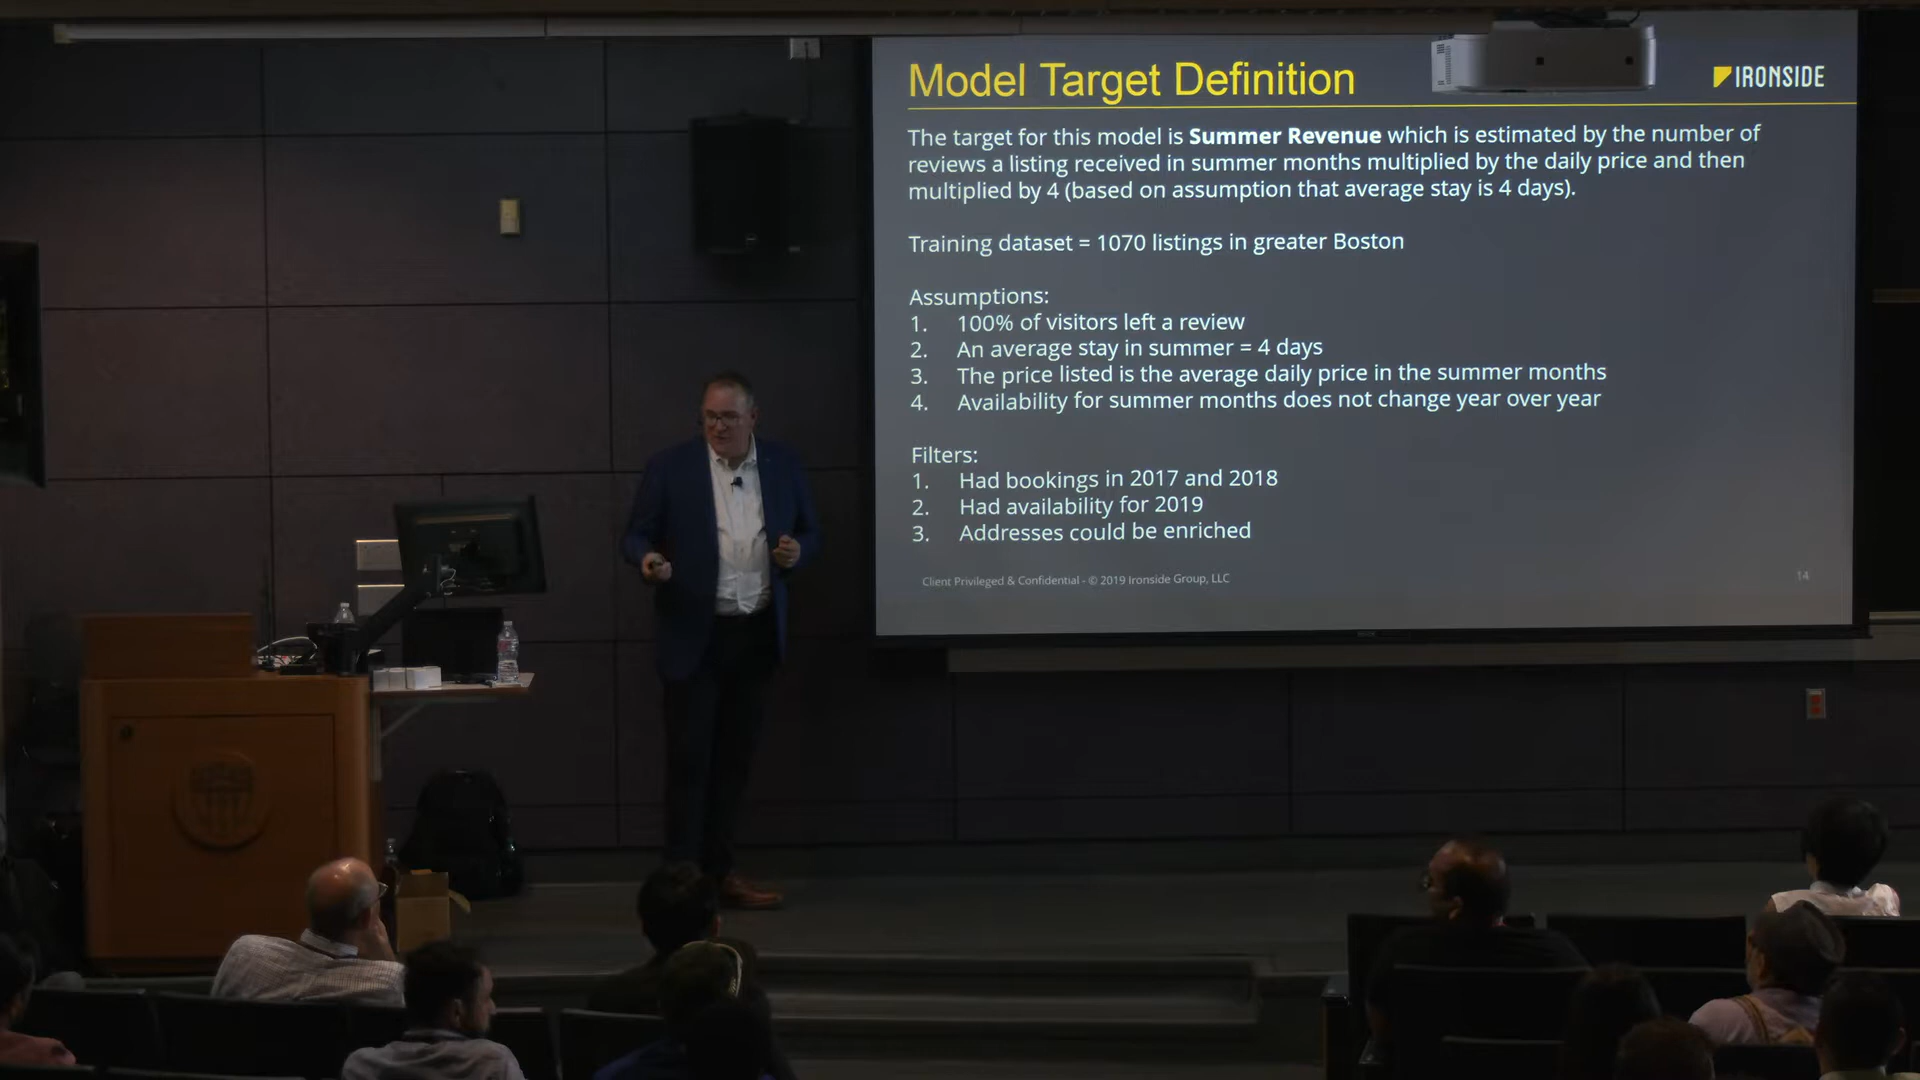 Model Target Definition
IRONSIDE
The target for this model is Summer Revenue which is estimated by the number of
reviews a listing received in summer months multiplied by the daily price and then
multiplied by 4 (based on assumption that average stay is 4 days).
Training dataset = 1070 listings in greater Boston
Assumptions:
1. 100% of visitors left a review
2. An average stay in summer = 4 days
3. The price listed is the average daily price in the summer months
4. Availability for summer months does not change year over year
Filters:
1. Had bookings in 2017 and 2018
2. Had availability for 2019
3. Addresses could be enriched
Client Privileged & Confidential - © 2019 Ironside Group, LLC
14